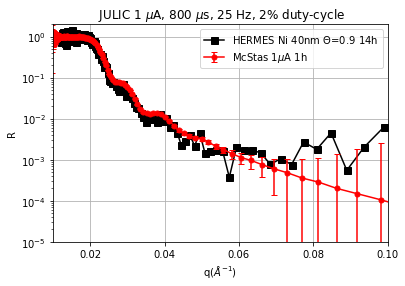 JULIC 1 μA, 800 μs, 25 Hz, 2% duty-cycle
HERMES Ni 40nm Θ=0.9 14h
McStas 1μA 1h
R
10⁰
10⁻¹
10⁻²
10⁻³
10⁻⁴
10⁻⁵
0.02 0.04 0.06 0.08 0.10
q(Å⁻¹)